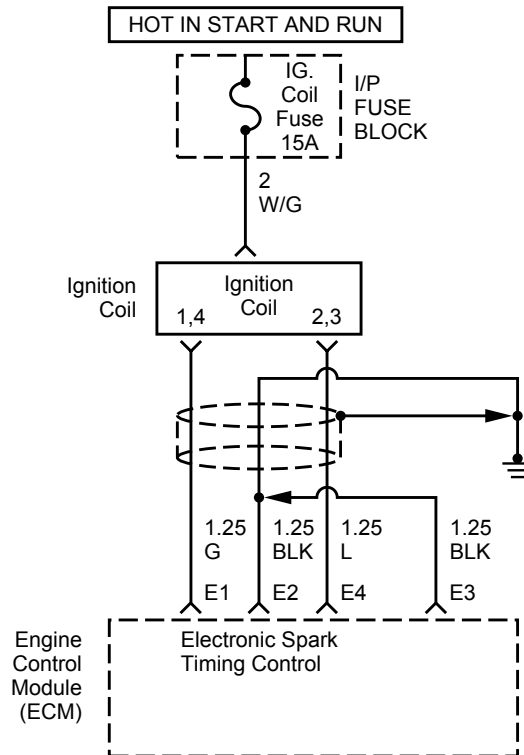 HOT IN START AND RUN
IG.
Coil
Fuse
15A
I/P
FUSE
BLOCK
2
W/G
Ignition
Coil
Ignition
Coil
1,4
2,3
1.25
G
1.25
BLK
1.25
L
1.25
BLK
E1
E2
E4
E3
Engine
Control
Module
(ECM)
Electronic Spark
Timing Control